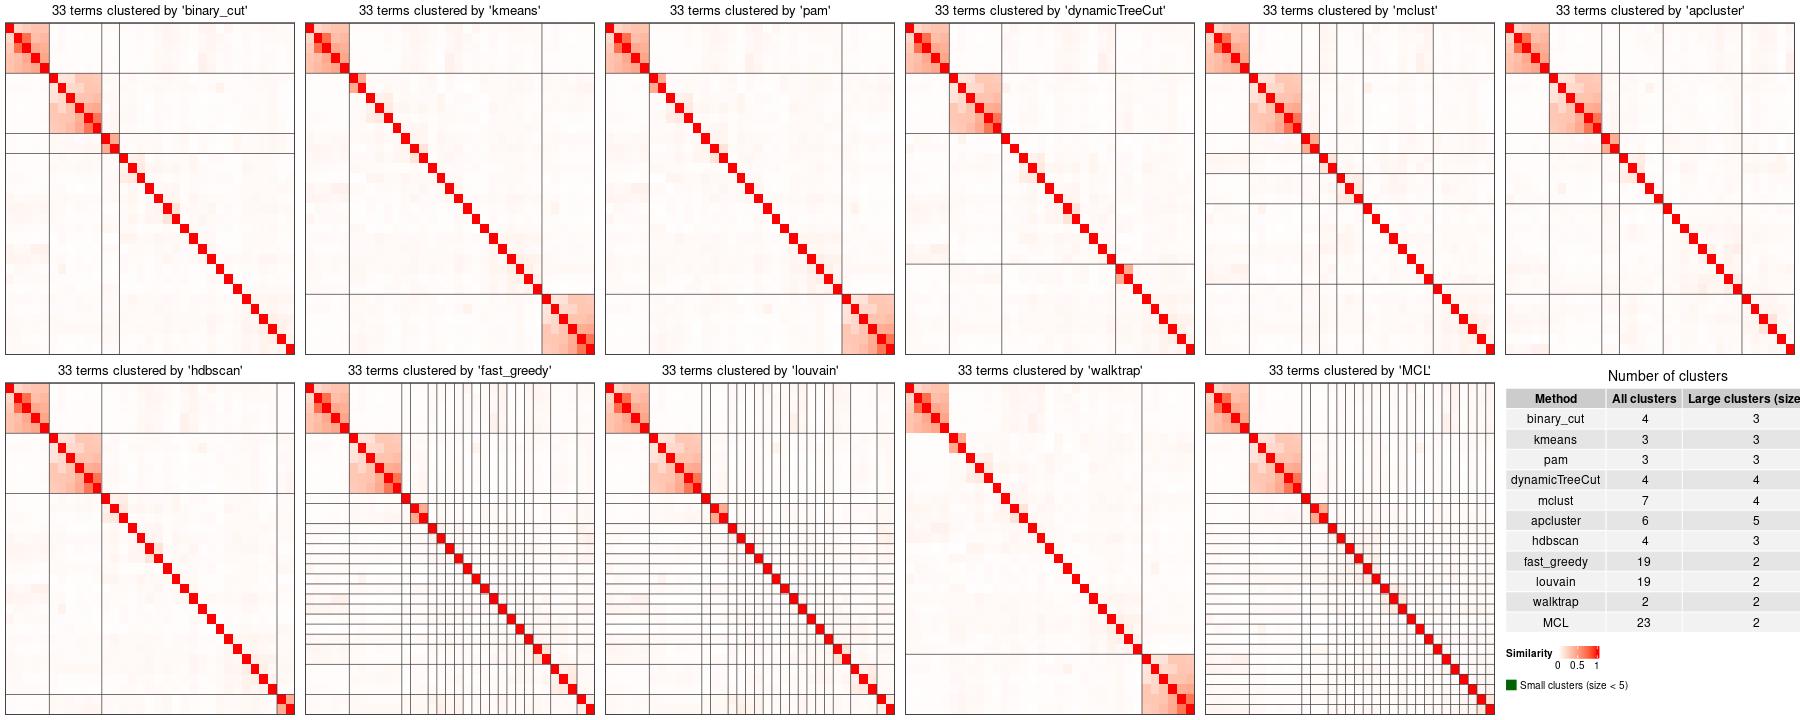 33 terms clustered by 'binary_cut'
33 terms clustered by 'kmeans'
33 terms clustered by 'pam'
33 terms clustered by 'dynamicTreeCut'
33 terms clustered by 'mclust'
33 terms clustered by 'apcluster'
33 terms clustered by 'hdbscan'
33 terms clustered by 'fast_greedy'
33 terms clustered by 'louvain'
33 terms clustered by 'walktrap'
33 terms clustered by 'MCL'
Number of clusters
Method All clusters Large clusters (size
binary_cut 4 3
kmeans 3 3
pam 3 3
dynamicTreeCut 4 4
mclust 7 4
apcluster 6 5
hdbscan 4 3
fast_greedy 19 2
louvain 19 2
walktrap 2 2
MCL 23 2
Similarity
0 0.5 1
Small clusters (size < 5)